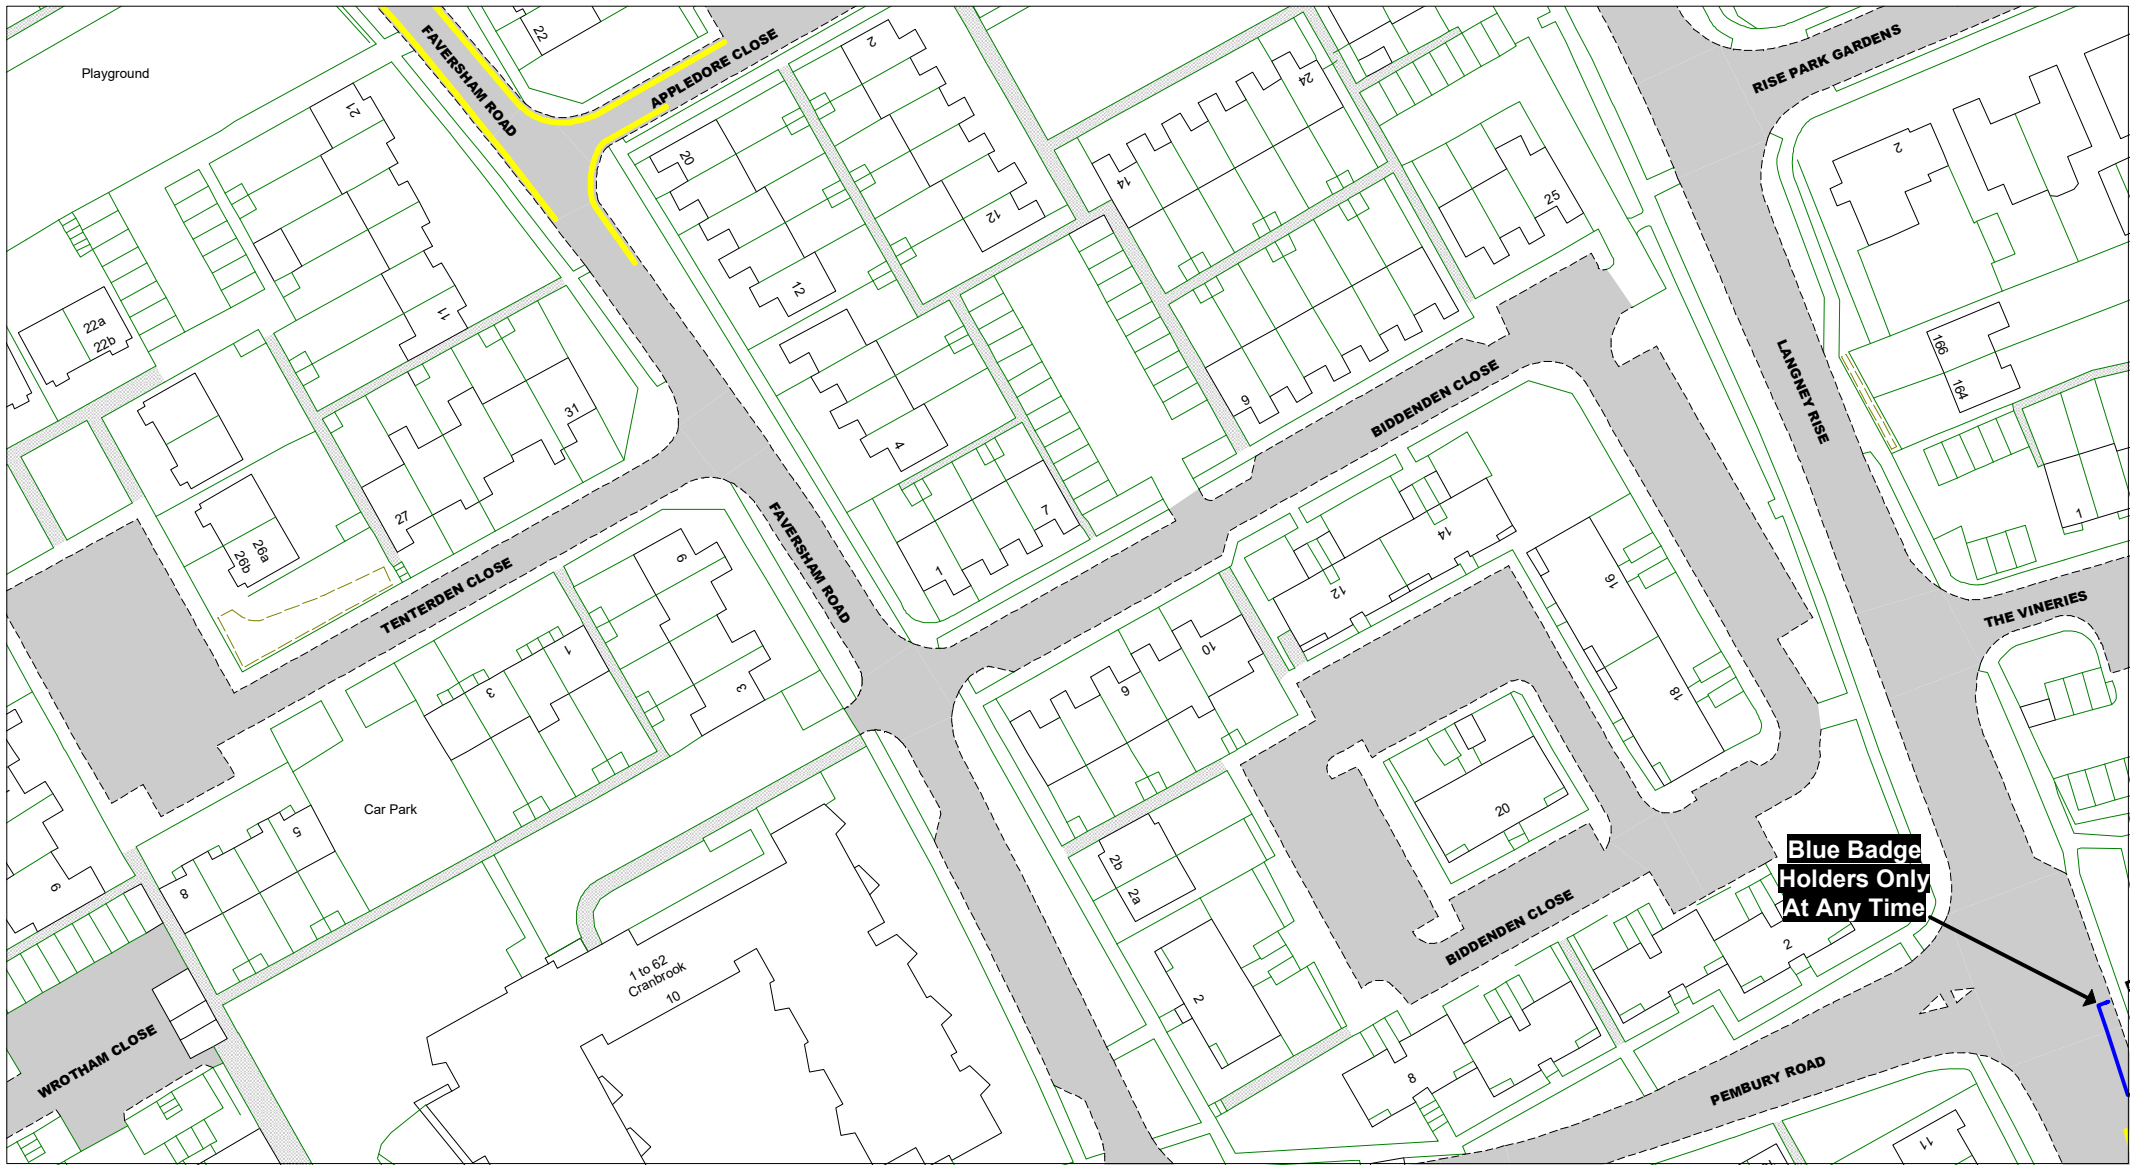 Playground
FAVERSHAM ROAD
22
APPLEDORE CLOSE
2
24
RISE PARK GARDENS
21
20
14
12
25
2
11
12
22a
22b
31
27
4
9
7
1
BIDDENDEN CLOSE
LANGNEY RISE
166
164
1
26a
26b
TENTERDEN CLOSE
FAVERSHAM ROAD
9
3
1
3
14
12
16
18
10
6
THE VINERIES
Car Park
5
8
9
20
2b
2a
2
BIDDENDEN CLOSE
Blue Badge
Holders Only
At Any Time
2
8
1 to 62
Cranbrook
10
WROTHAM CLOSE
PEMBURY ROAD
11